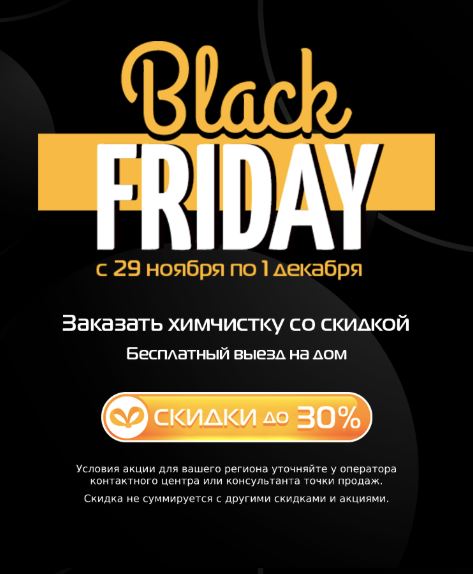 Black
FRIDAY
с 29 ноября по 1 декабря
Заказать химчистку со скидкой
Бесплатный выезд на дом
СКИДКИ ДО 30%
Условия акции для вашего региона уточняйте у оператора
контактного центра или консультанта точки продаж.
Скидка не суммируется с другими скидками и акциями.